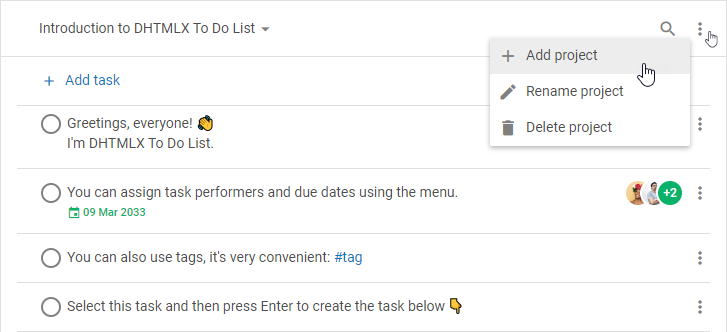 Introduction to DHTMLX To Do List
Add project
Rename project
Delete project
+ Add task
Greetings, everyone! 👏
I'm DHTMLX To Do List.
You can assign task performers and due dates using the menu.
+2
09 Mar 2033
You can also use tags, it's very convenient: #tag
Select this task and then press Enter to create the task below 👇